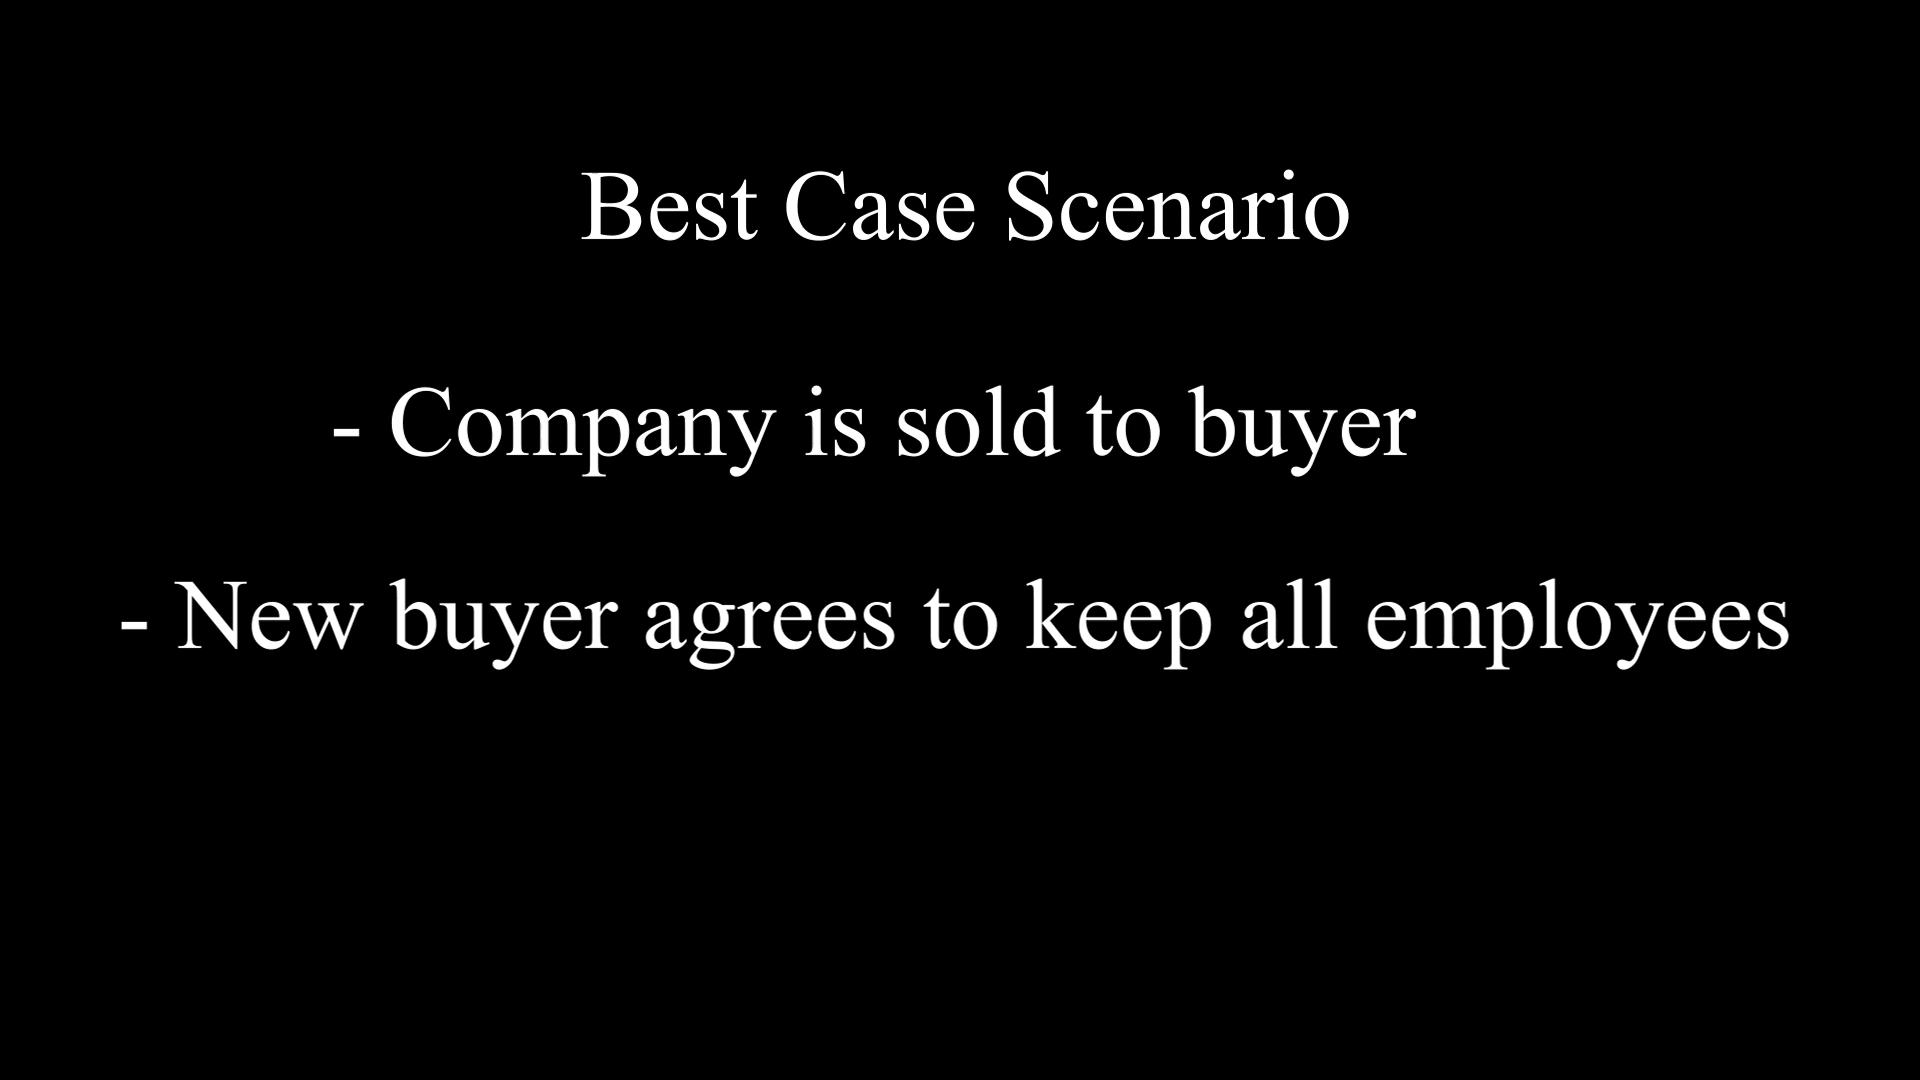 Best Case Scenario
- Company is sold to buyer
- New buyer agrees to keep all employees